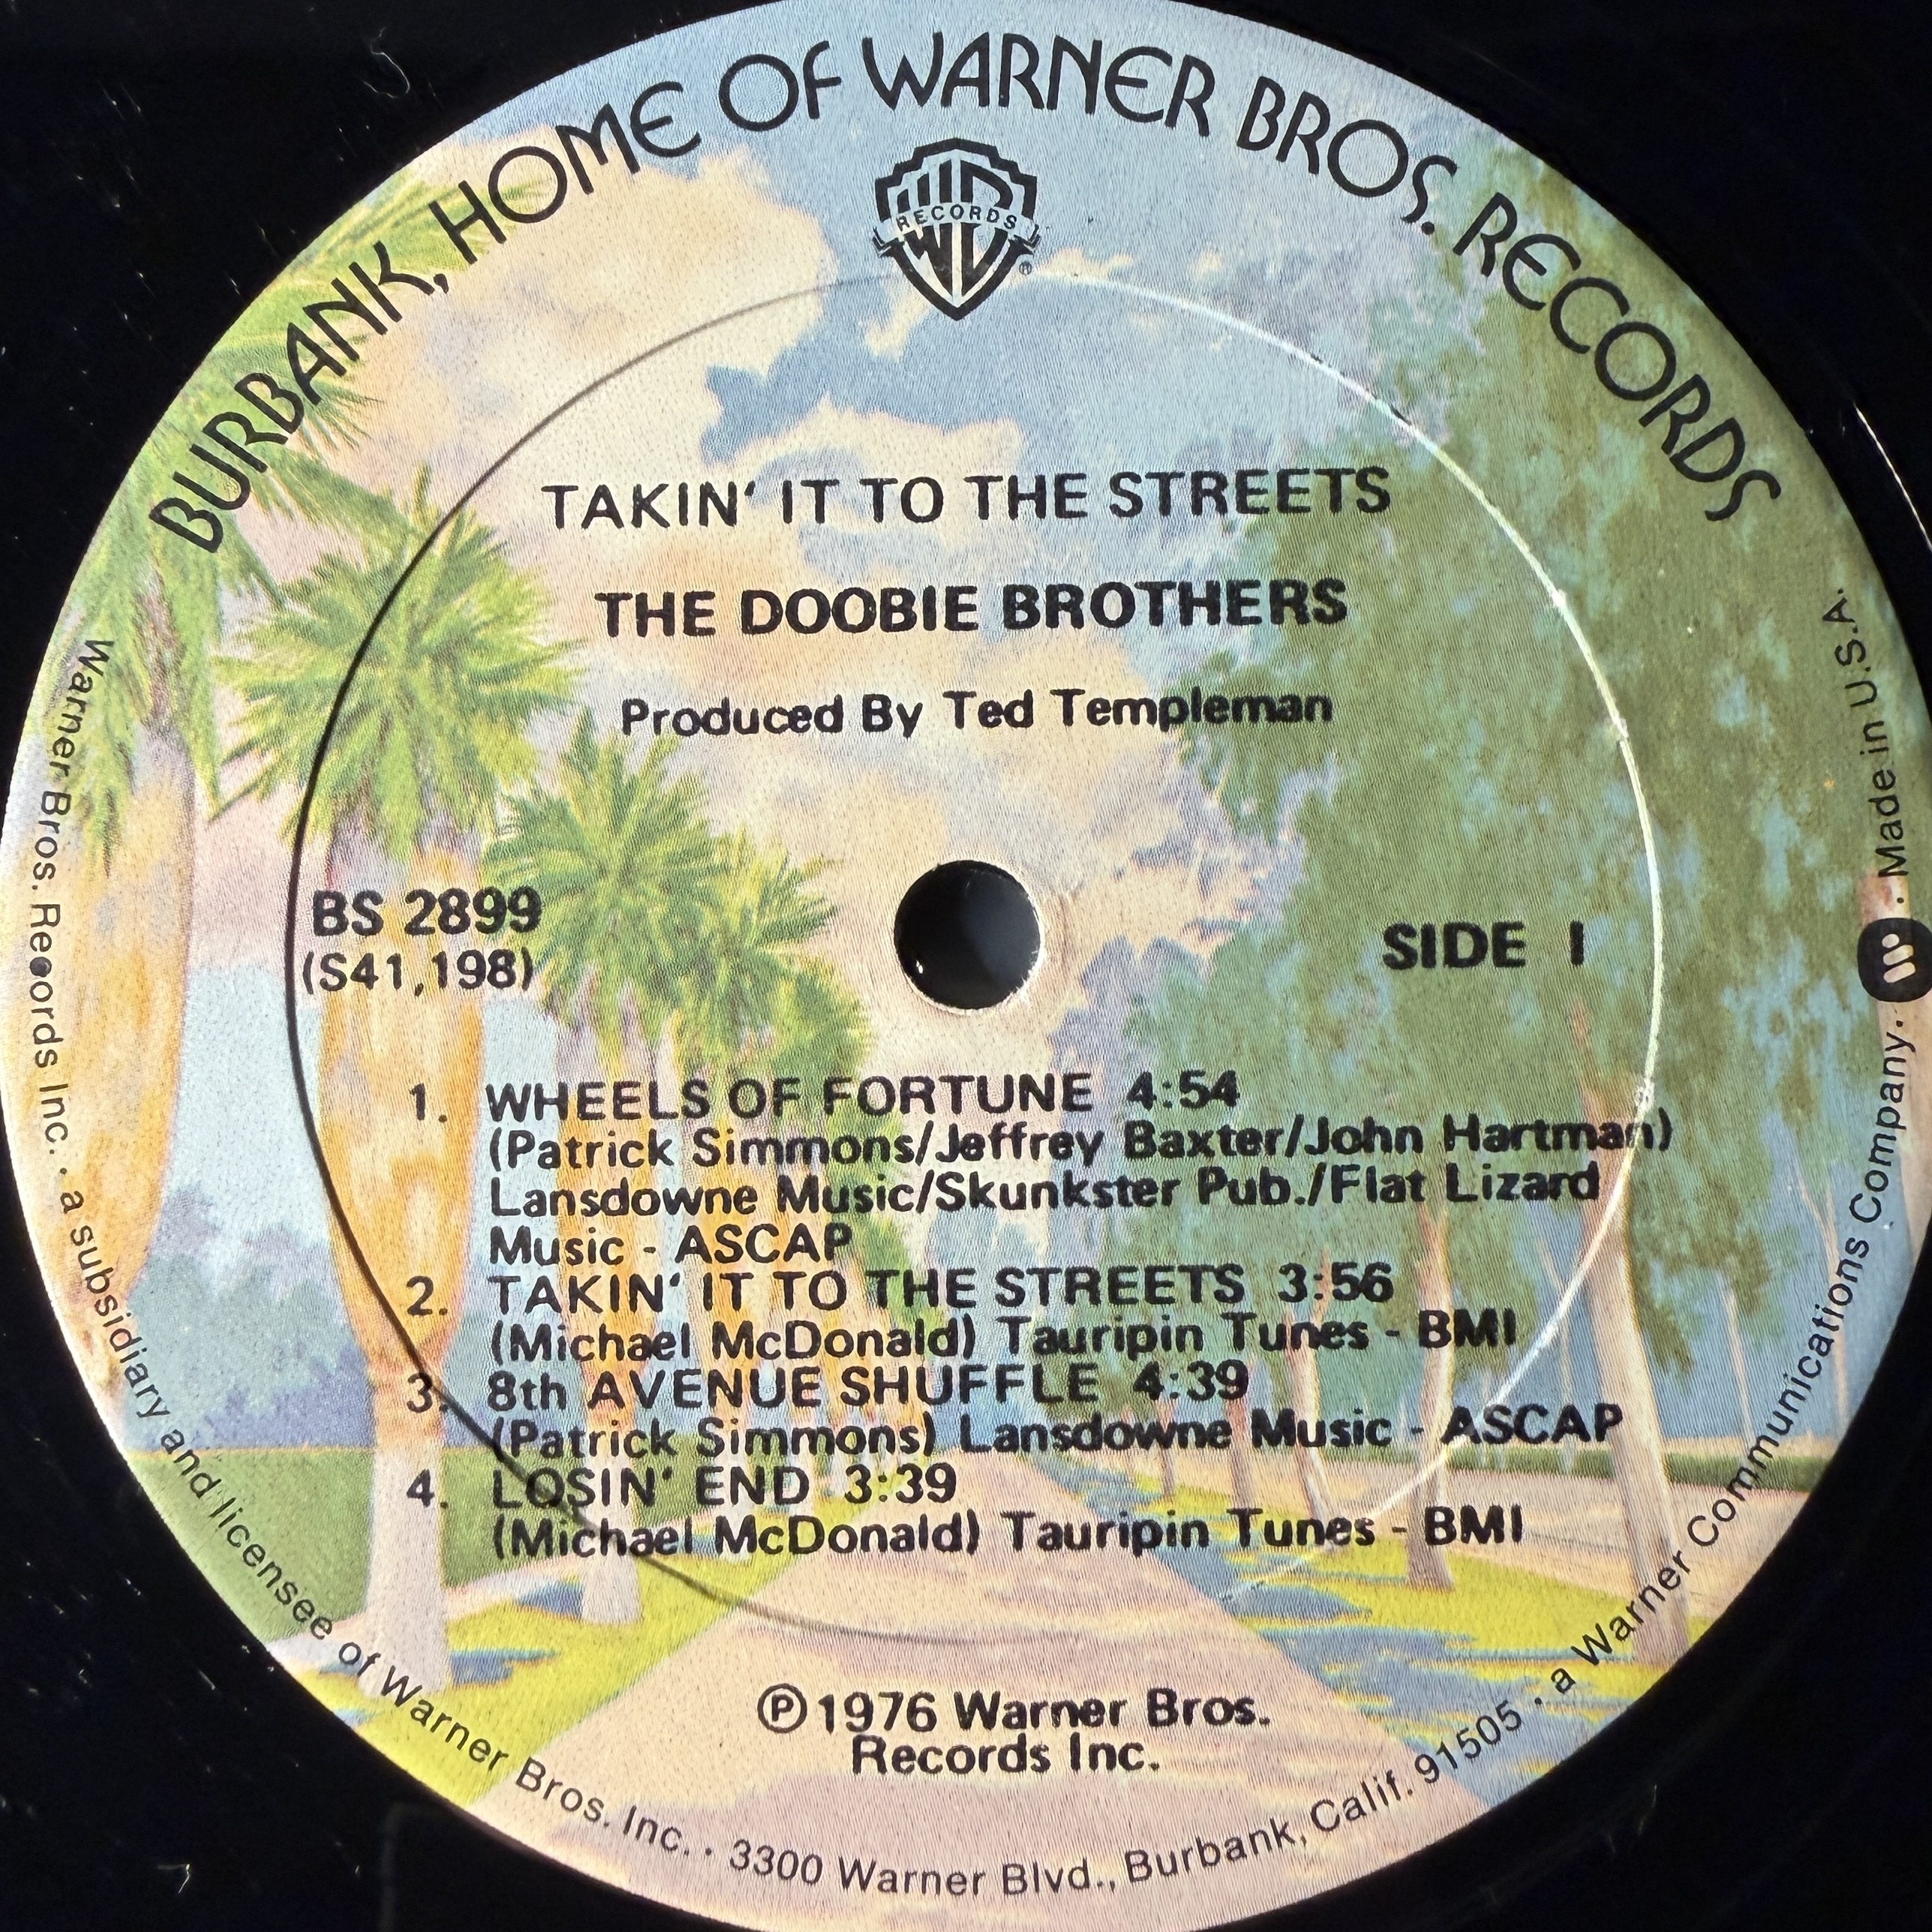 BURBANK, HOME OF WARNER BROS. RECORDS
RECORDS
®
TAKIN' IT TO THE STREETS
THE DOOBIE BROTHERS
Produced By Ted Templeman
BS 2899
(S41,198)
SIDE 1
1. WHEELS OF FORTUNE 4:54
(Patrick Simmons/Jeffrey Baxter/John Hartman)
Lansdowne Music/Skunkster Pub./Flat Lizard
Music - ASCAP
2. TAKIN' IT TO THE STREETS 3:56
(Michael McDonald) Tauripin Tunes - BMI
3. 8th AVENUE SHUFFLE 4:39
(Patrick Simmons) Lansdowne Music - ASCAP
4. LOSIN' END 3:39
(Michael McDonald) Tauripin Tunes - BMI
℗1976 Warner Bros.
Records Inc.
Warner Bros. Records Inc. · a subsidiary and licensee of Warner Bros. Inc. · 3300 Warner Blvd., Burbank, Calif. 91505 · a Warner Communications Company. · Made in U.S.A.